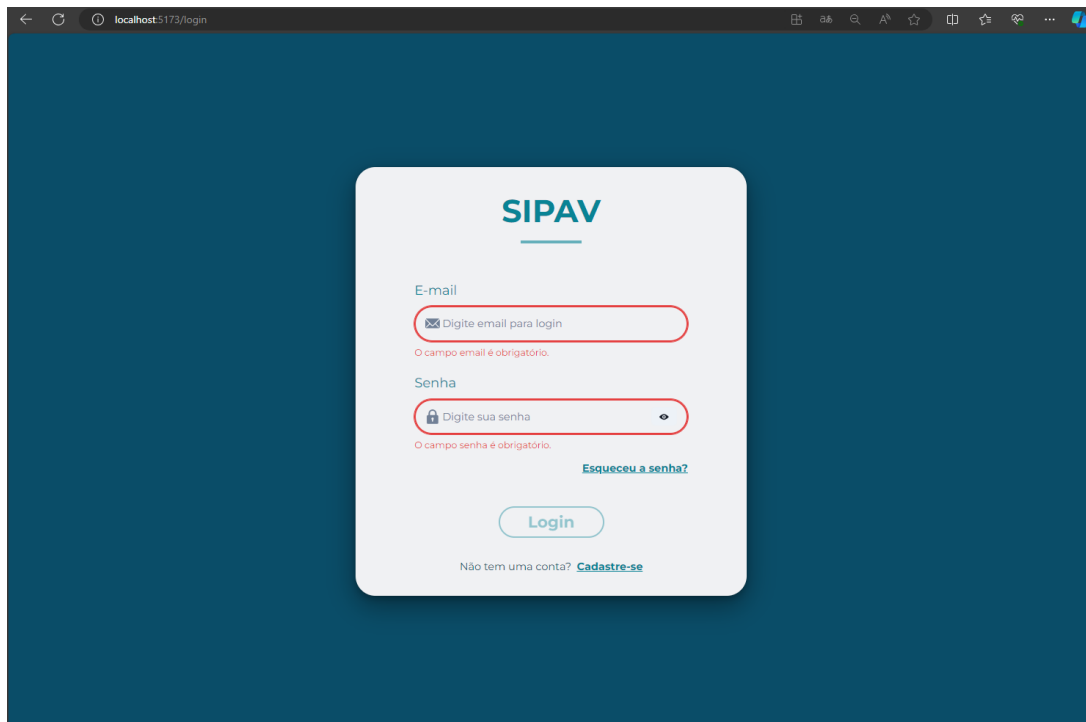 localhost:5173/login
SIPAV
E-mail
Digite email para login
O campo email é obrigatório.
Senha
Digite sua senha
O campo senha é obrigatório.
Esqueceu a senha?
Login
Não tem uma conta? Cadastre-se